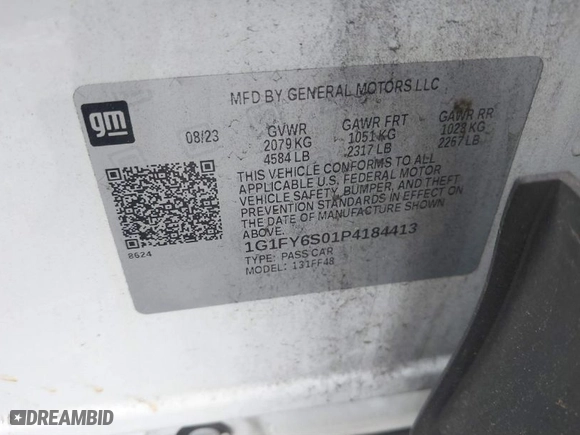 MFD BY GENERAL MOTORS LLC
gm
08/23 GVWR GAWR FRT GAWR RR
2079 KG 1051 KG 1028 KG
4584 LB 2317 LB 2267 LB
THIS VEHICLE CONFORMS TO ALL
APPLICABLE U.S. FEDERAL MOTOR
VEHICLE SAFETY, BUMPER, AND THEFT
PREVENTION STANDARDS IN EFFECT ON
THE DATE OF MANUFACTURE SHOWN
ABOVE.
1G1FY6S01P4184413
TYPE: PASS CAR
MODEL: 131FF48
8624
DREAMBID